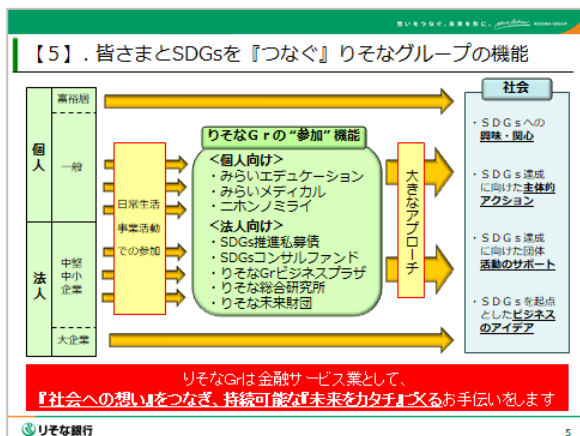 想いをつなぐ、未来を形に。 RESONA GROUP
【5】. 皆さまとSDGsを『つなぐ』りそなグループの機能
個人
富裕層
一般
法人
中堅
中小
企業
大企業
日常生活
事業活動
での参加
りそなGrの“参加”機能
<個人向け>
・みらいエデュケーション
・みらいメディカル
・ニホンノミライ
<法人向け>
・SDGs推進私募債
・SDGsコンサルファンド
・りそなGrビジネスプラザ
・りそな総合研究所
・りそな未来財団
大きなアプローチ
社会
・SDGsへの
興味・関心
・SDGs達成
に向けた主体的
アクション
・SDGs達成
に向けた団体
活動のサポート
・SDGsを起点
としたビジネス
のアイデア
りそなGrは金融サービス業として、
『社会への想い』をつなぎ、持続可能な『未来をカタチ』づくるお手伝いをします
りそな銀行
5